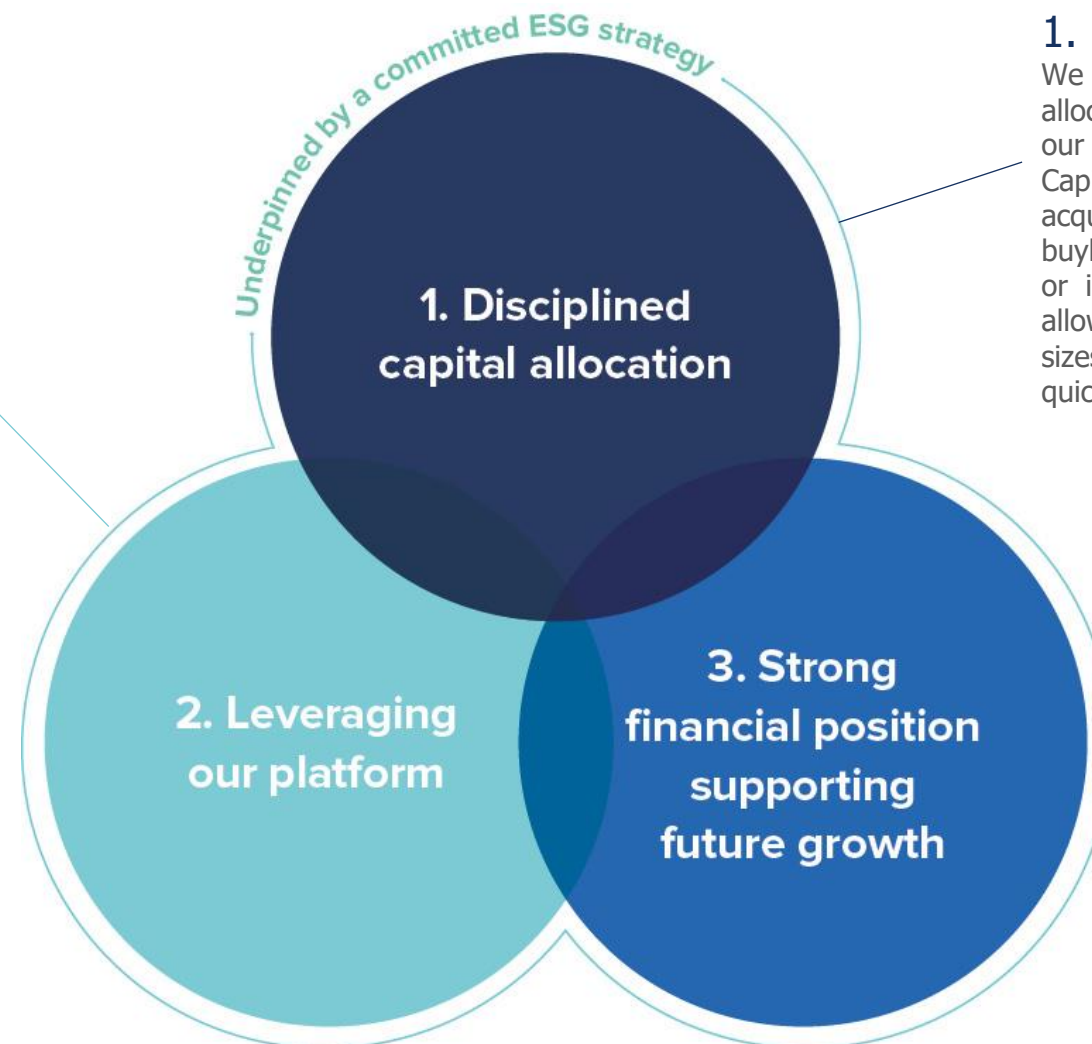 Underpinned by a committed ESG strategy
1. Disciplined
capital allocation
2. Leveraging
our platform
3. Strong
financial position
supporting
future growth
1.
We
our
or